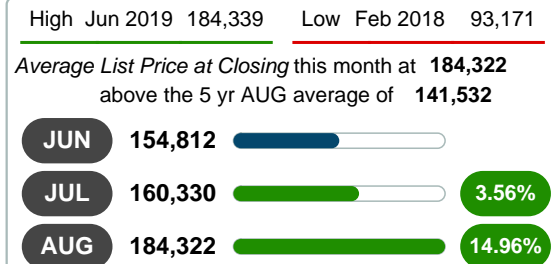 High Jun 2019 184,339 Low Feb 2018 93,171
Average List Price at Closing this month at 184,322
above the 5 yr AUG average of 141,532
JUN 154,812
JUL 160,330 3.56%
AUG 184,322 14.96%